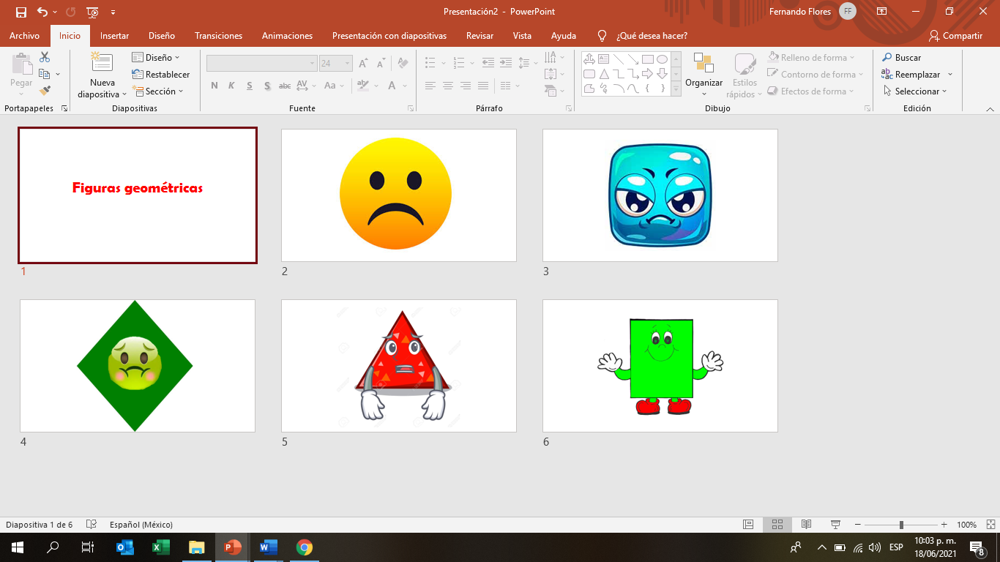 Presentación2 - PowerPoint
Fernando Flores
FF
Archivo
Inicio
Insertar
Diseño
Transiciones
Animaciones
Presentación con diapositivas
Revisar
Vista
Ayuda
¿Qué desea hacer?
Compartir
Pegar
Portapapeles
Nueva
diapositiva
Diseño
Restablecer
Sección
Diapositivas
24
N K S S abc AV Aa A
Fuente
Párrafo
Organizar
Estilos
rápidos
Relleno de forma
Contorno de forma
Efectos de forma
Dibujo
Buscar
Reemplazar
Seleccionar
Edición
Figuras geométricas
1
2
3
4
5
6
Diapositiva 1 de 6
Español (México)
100%
ESP
10:03 p. m.
18/06/2021
8